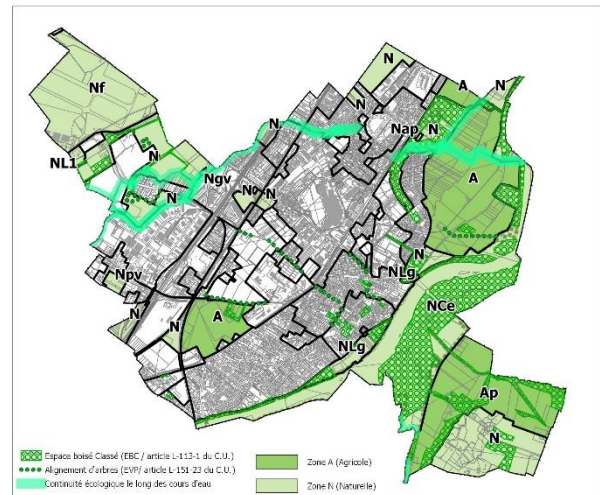 N
A
N
Nf
N
Nap
N
N
NL1
N
Ngv
A
N
N
N
N
NLg
Npv
NCe
N
N
A
NLg
Ap
N
Espace boisé Classé (EBC / article L-113-1 du C.U.)
Alignement d'arbres (EVP/ article L-151-23 du C.U.)
Continuité écologique le long des cours d'eau
Zone A (Agricole)
Zone N (Naturelle)